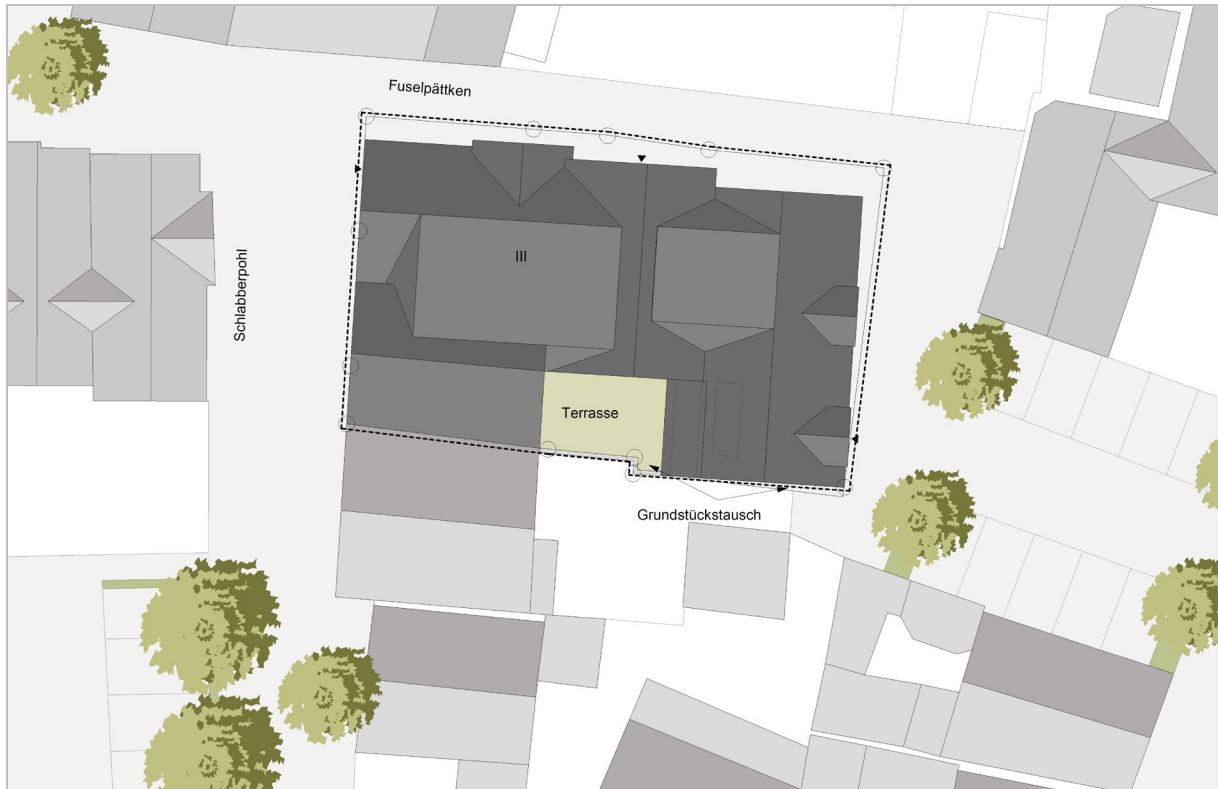 Fuselpättken
III
Schlabberpohl
Terrasse
Grundstückstausch